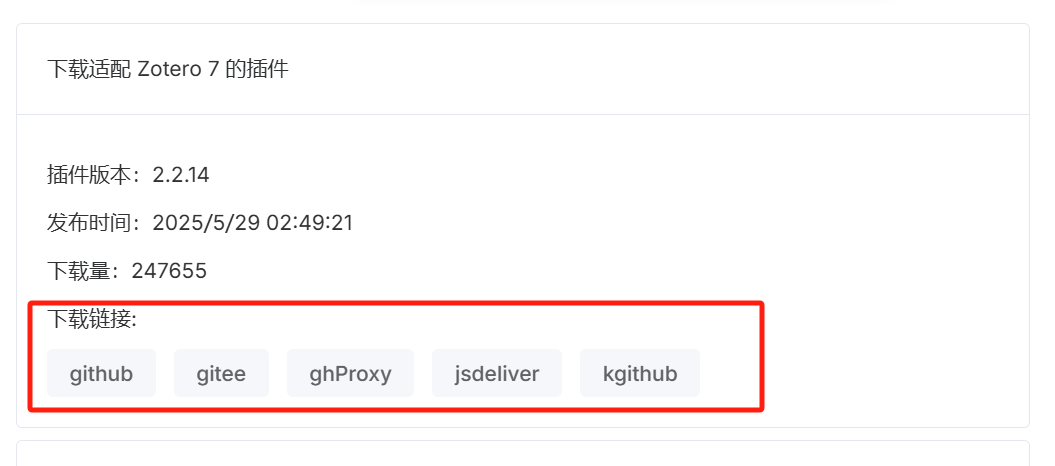 下载适配 Zotero 7 的插件
插件版本：2.2.14
发布时间：2025/5/29 02:49:21
下载量：247655
下载链接:
github gitee ghProxy jsdeliver kgithub